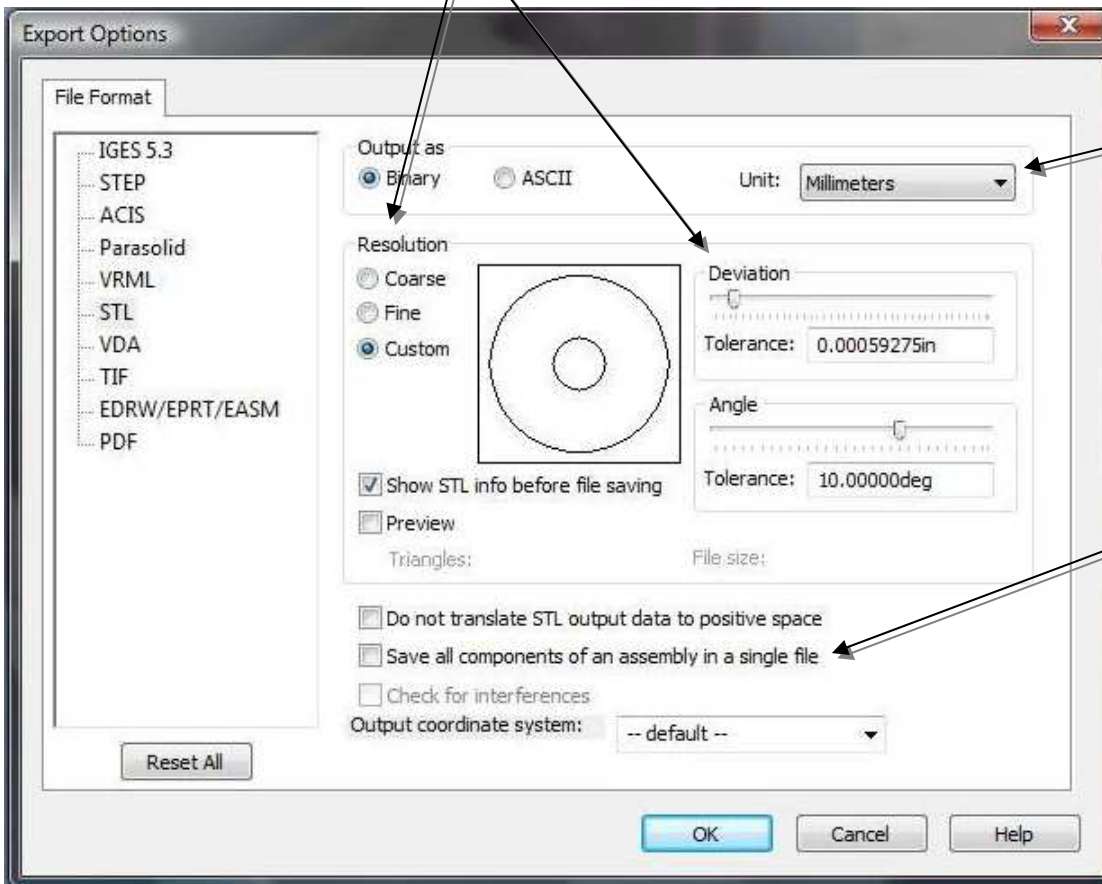 Export Options
File Format
IGES 5.3
STEP
ACIS
Parasolid
VRML
STL
VDA
TIF
EDRW/EPRT/EASM
PDF
Reset All
Output as
Binary ASCII Unit: Millimeters
Resolution
Coarse
Fine
Custom
Deviation
Tolerance: 0.00059275in
Angle
Tolerance: 10.00000deg
Show STL info before file saving
Preview
Triangles: File size:
Do not translate STL output data to positive space
Save all components of an assembly in a single file
Check for interferences
Output coordinate system: -- default --
OK Cancel Help